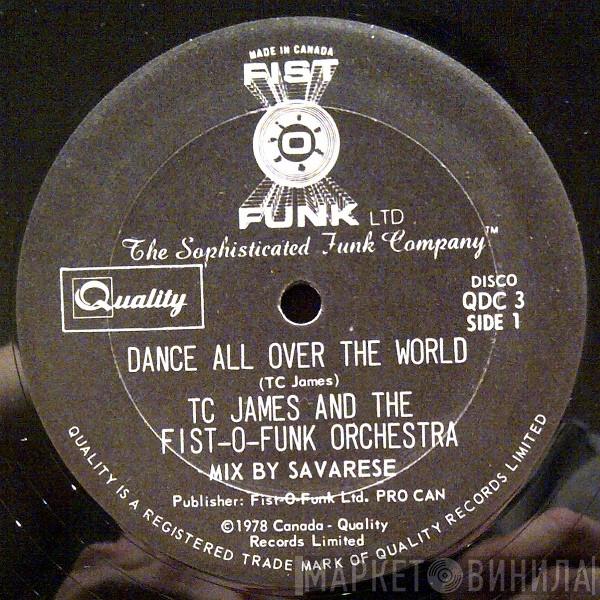 MADE IN CANADA
FIST
O
FUNK LTD
The Sophisticated Funk Company™
Quality
DISCO
QDC 3
SIDE 1
DANCE ALL OVER THE WORLD
(TC James)
TC JAMES AND THE
FIST-O-FUNK ORCHESTRA
MIX BY SAVARESE
Publisher: Fist-O-Funk Ltd. PRO CAN
©1978 Canada - Quality
Records Limited
QUALITY IS A REGISTERED TRADE MARK OF QUALITY RECORDS LIMITED
МАРКЕТ ВИНИЛА